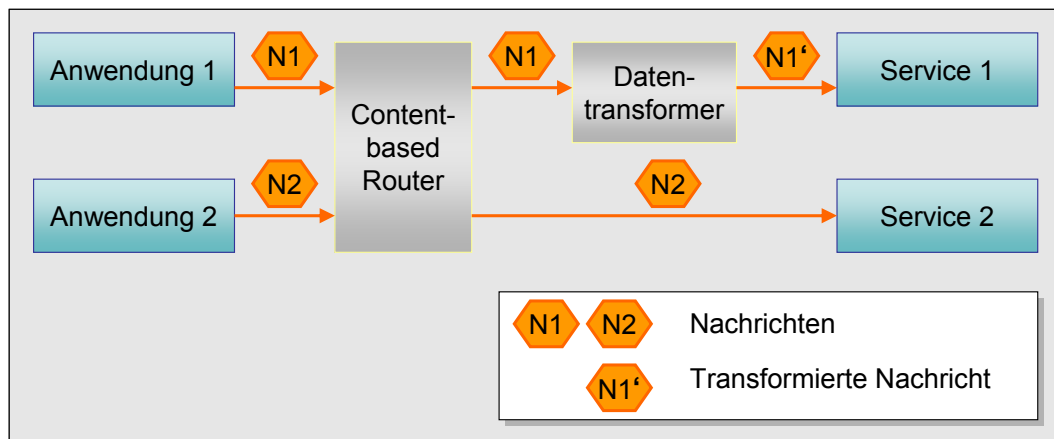 N1
N1
N1‘
Anwendung 1
Content-
based
Router
Daten-
transformer
Service 1
N2
N2
Anwendung 2
Service 2
N1
N2
Nachrichten
N1‘
Transformierte Nachricht